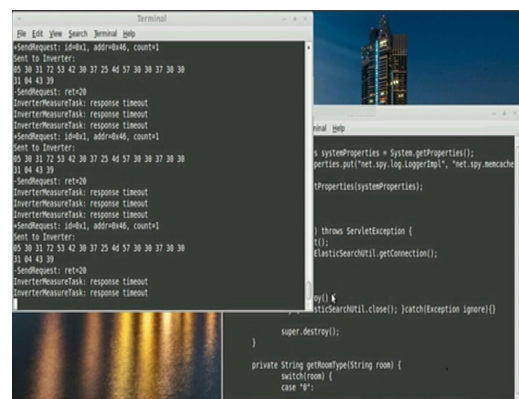 Terminal
File Edit View Search Terminal Help
+SendRequest: id=0x1, addr=0x46, count=1
Sent to Inverter:
05 30 31 72 53 42 30 37 25 4d 57 30 30 37 30 30
31 04 43 39
-SendRequest: ret=20
InverterMeasureTask: response timeout
InverterMeasureTask: response timeout
InverterMeasureTask: response timeout
+SendRequest: id=0x1, addr=0x46, count=1
Sent to Inverter:
05 30 31 72 53 42 30 37 25 4d 57 30 30 37 30 30
31 04 43 39
-SendRequest: ret=20
InverterMeasureTask: response timeout
InverterMeasureTask: response timeout
InverterMeasureTask: response timeout
+SendRequest: id=0x1, addr=0x46, count=1
Sent to Inverter:
05 30 31 72 53 42 30 37 25 4d 57 30 30 37 30 30
31 04 43 39
-SendRequest: ret=20
InverterMeasureTask: response timeout
InverterMeasureTask: response timeout
minal Help
s systemProperties = System.getProperties();
perties.put("net.spy.log.LoggerImpl", "net.spy.memcache
tProperties(systemProperties);
) throws ServletException {
t();
ElasticSearchUtil.getConnection();
oy() {
sticSearchUtil.close(); }catch(Exception ignore){}
super.destroy();
}
private String getRoomType(String room) {
switch(room) {
case "0":